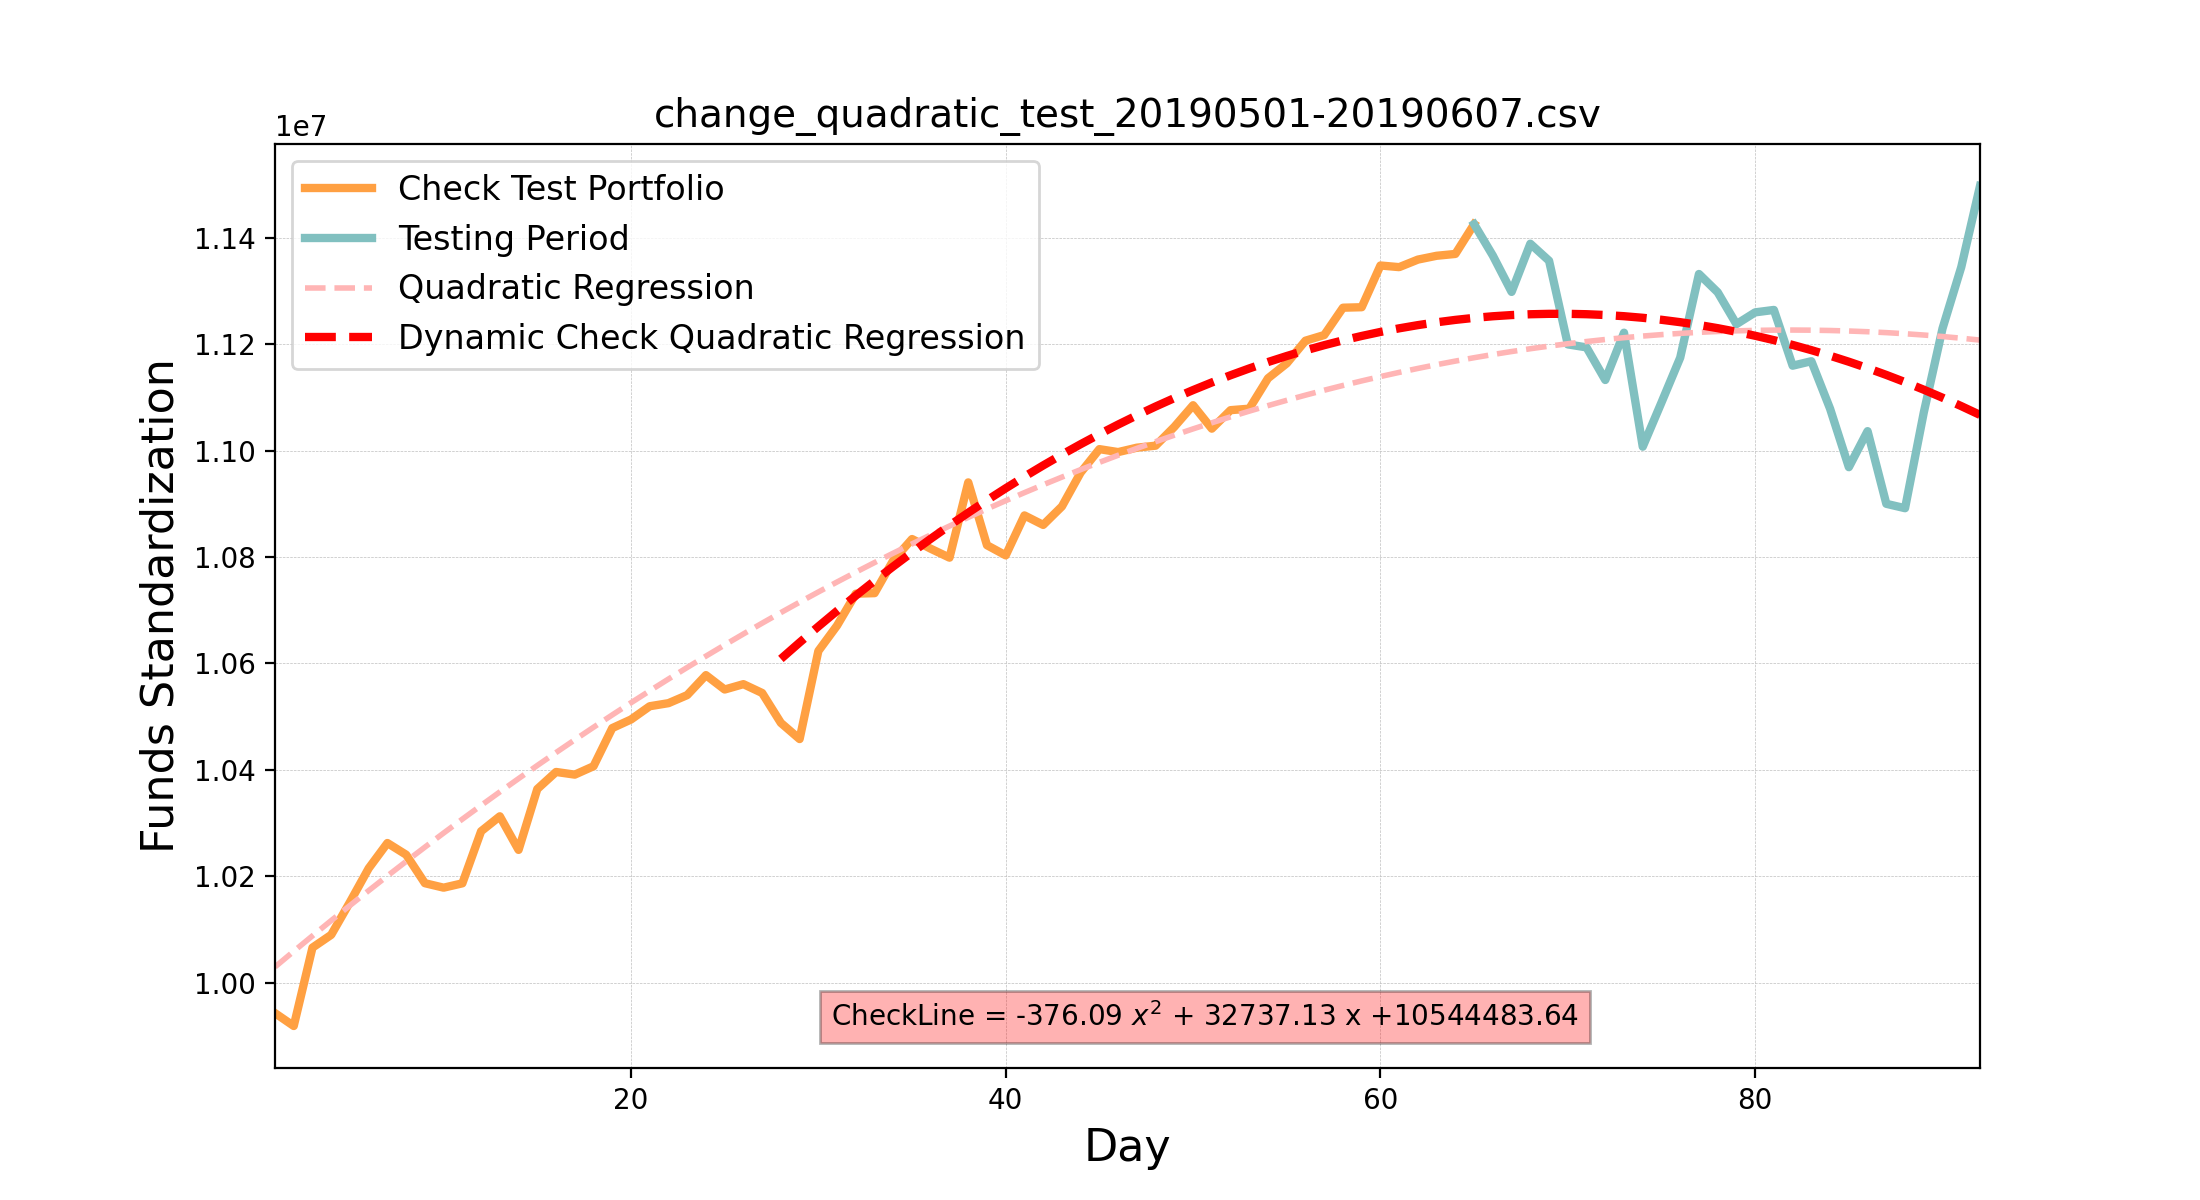 change_quadratic_test_20190501-20190607.csv
1e7
Check Test Portfolio
Testing Period
Quadratic Regression
Dynamic Check Quadratic Regression
1.14
1.12
1.10
1.08
1.06
1.04
1.02
1.00
Funds Standardization
CheckLine = -376.09 x² + 32737.13 x +10544483.64
20 40 60 80
Day